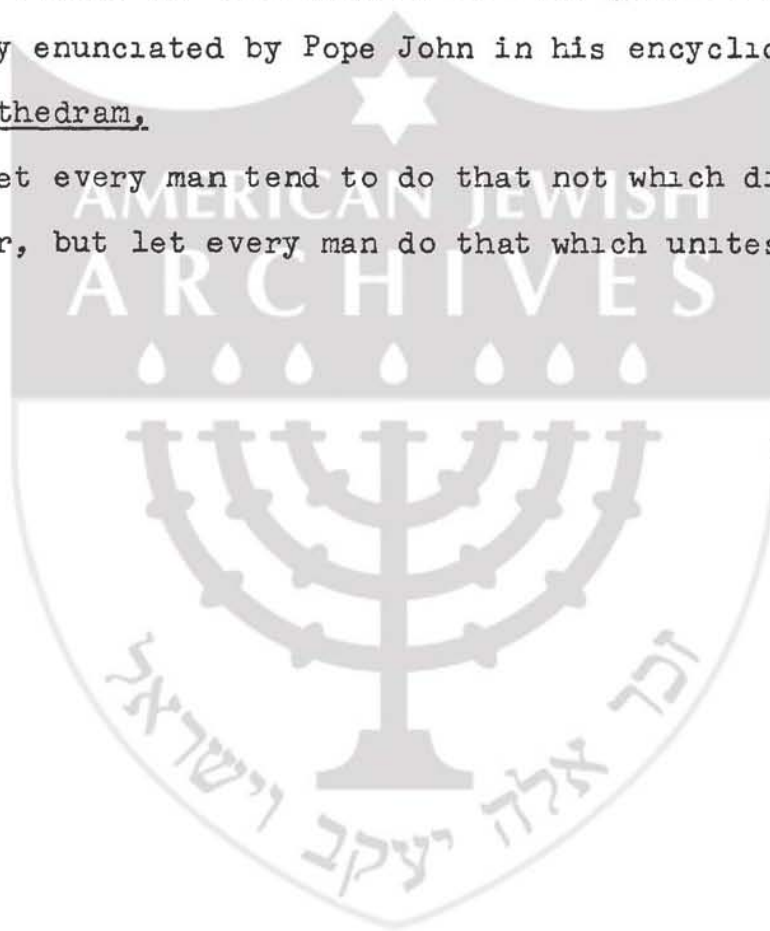 y enunciated by Pope John in his encyclic
thedram,
et every man tend to do that not which di
AMERICAN JEWISH
r, but let every man do that which unites
ARCHIVES
זכר אלה יעקב וישראל